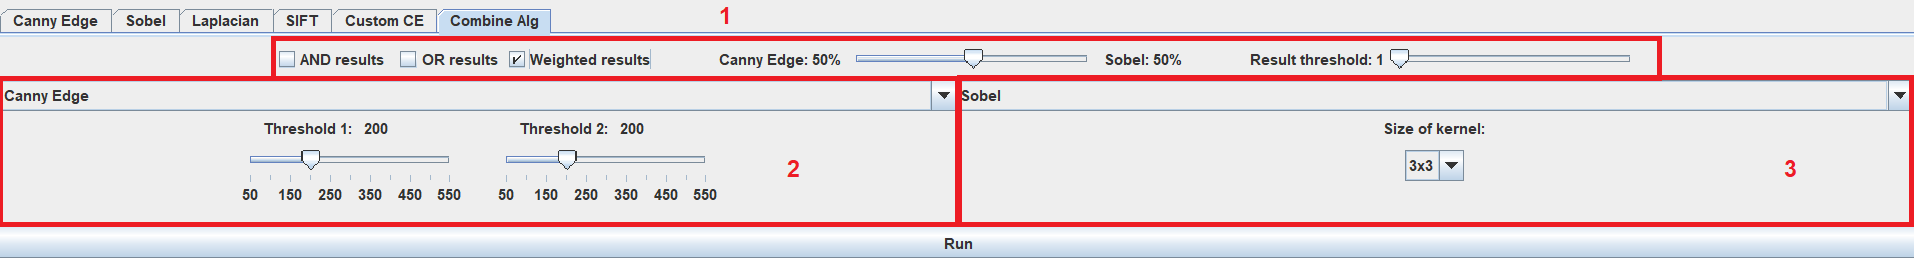 Canny Edge Sobel Laplacian SIFT Custom CE Combine Alg 1
AND results OR results Weighted results Canny Edge: 50% Sobel: 50% Result threshold: 1
Canny Edge Sobel
Threshold 1: 200 Threshold 2: 200 Size of kernel:
3x3
2 3
50 150 250 350 450 550 50 150 250 350 450 550
Run